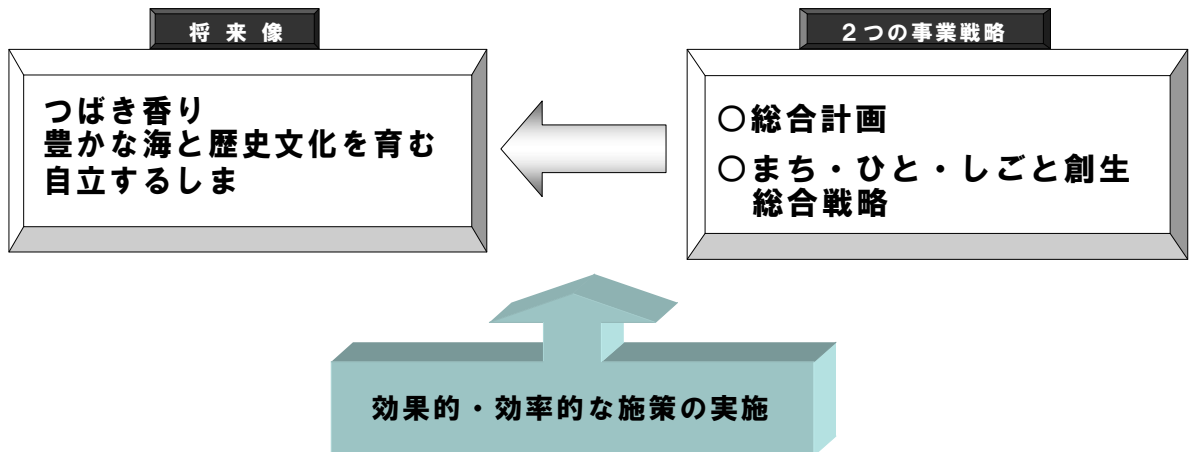 将来像
つばき香り
豊かな海と歴史文化を育む
自立するしま
２つの事業戦略
○総合計画
○まち・ひと・しごと創生
総合戦略
効果的・効率的な施策の実施